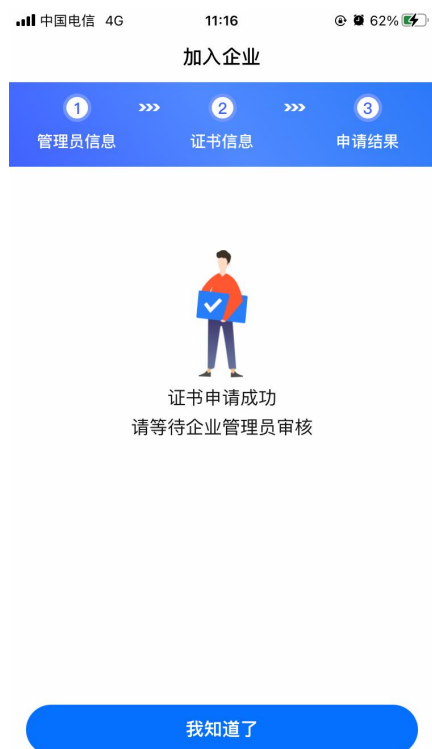 中国电信 4G 11:16 62%
加入企业
1 2 3
管理员信息 证书信息 申请结果
证书申请成功
请等待企业管理员审核
我知道了